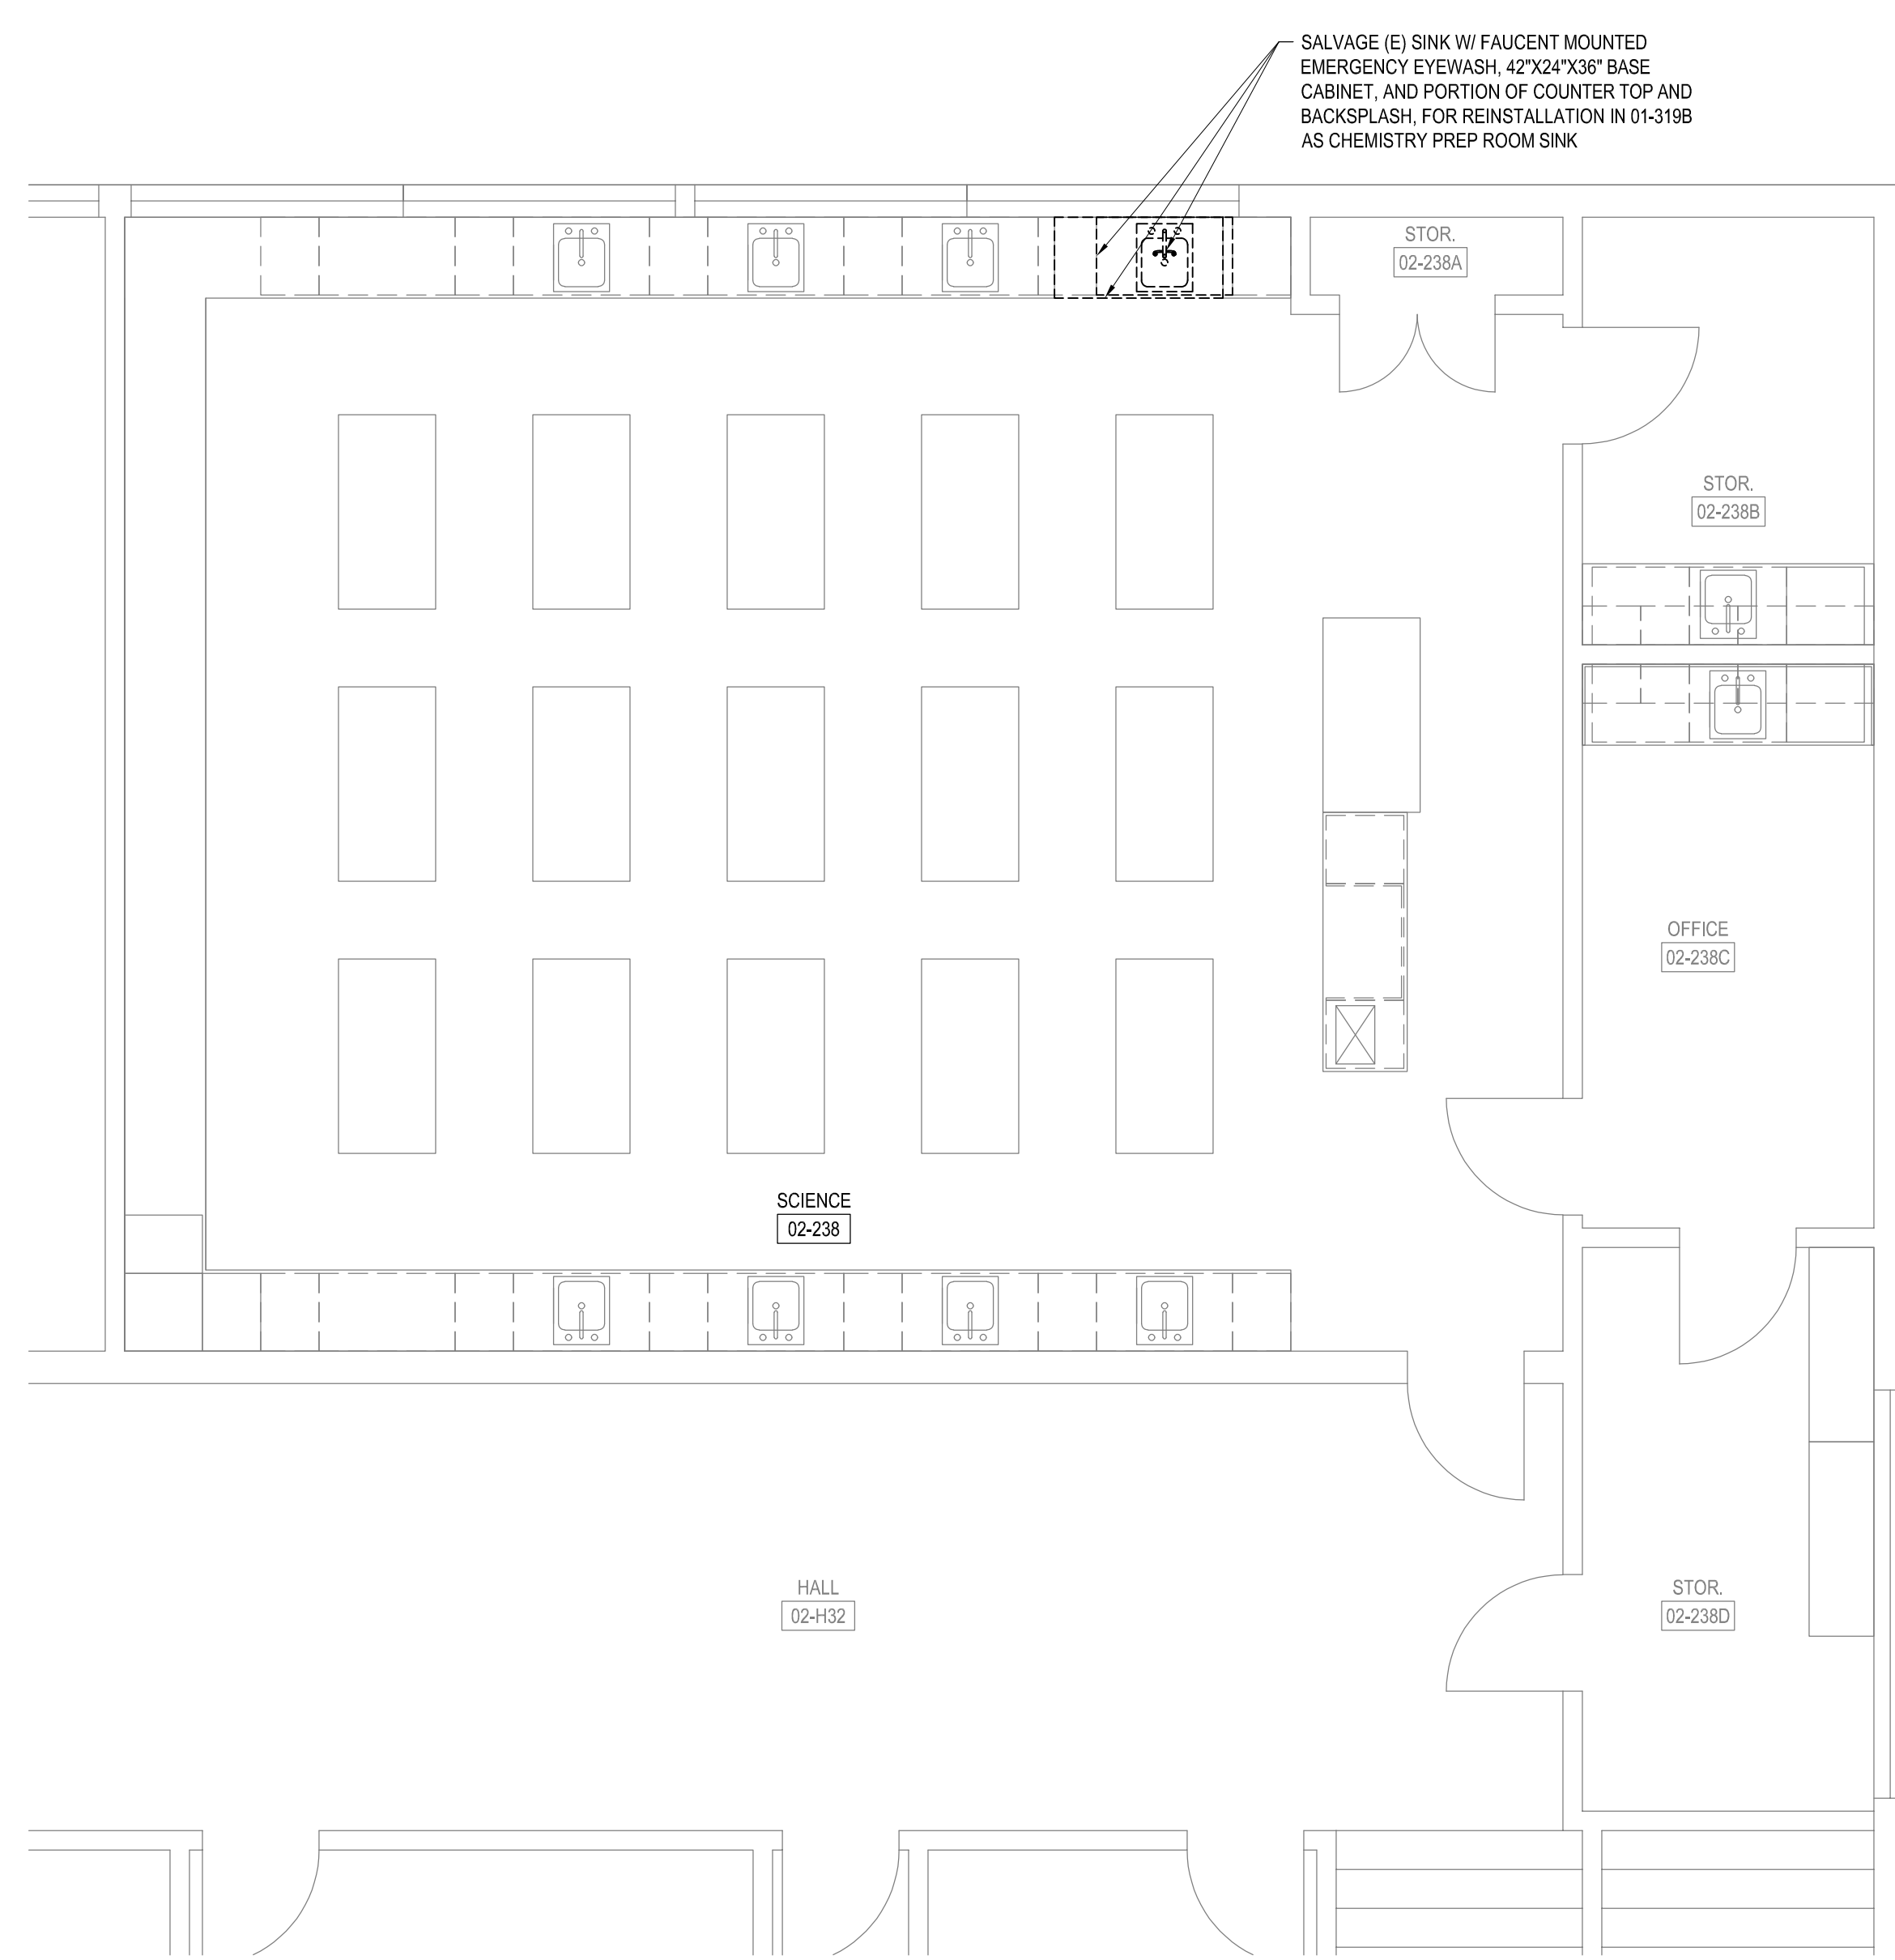 SALVAGE (E) SINK W/ FAUCENT MOUNTED
EMERGENCY EYEWASH, 42"X24"X36" BASE
CABINET, AND PORTION OF COUNTER TOP AND
BACKSPLASH, FOR REINSTALLATION IN 01-319B
AS CHEMISTRY PREP ROOM SINK
STOR.
02-238A
STOR.
02-238B
OFFICE
02-238C
SCIENCE
02-238
HALL
02-H32
STOR.
02-238D